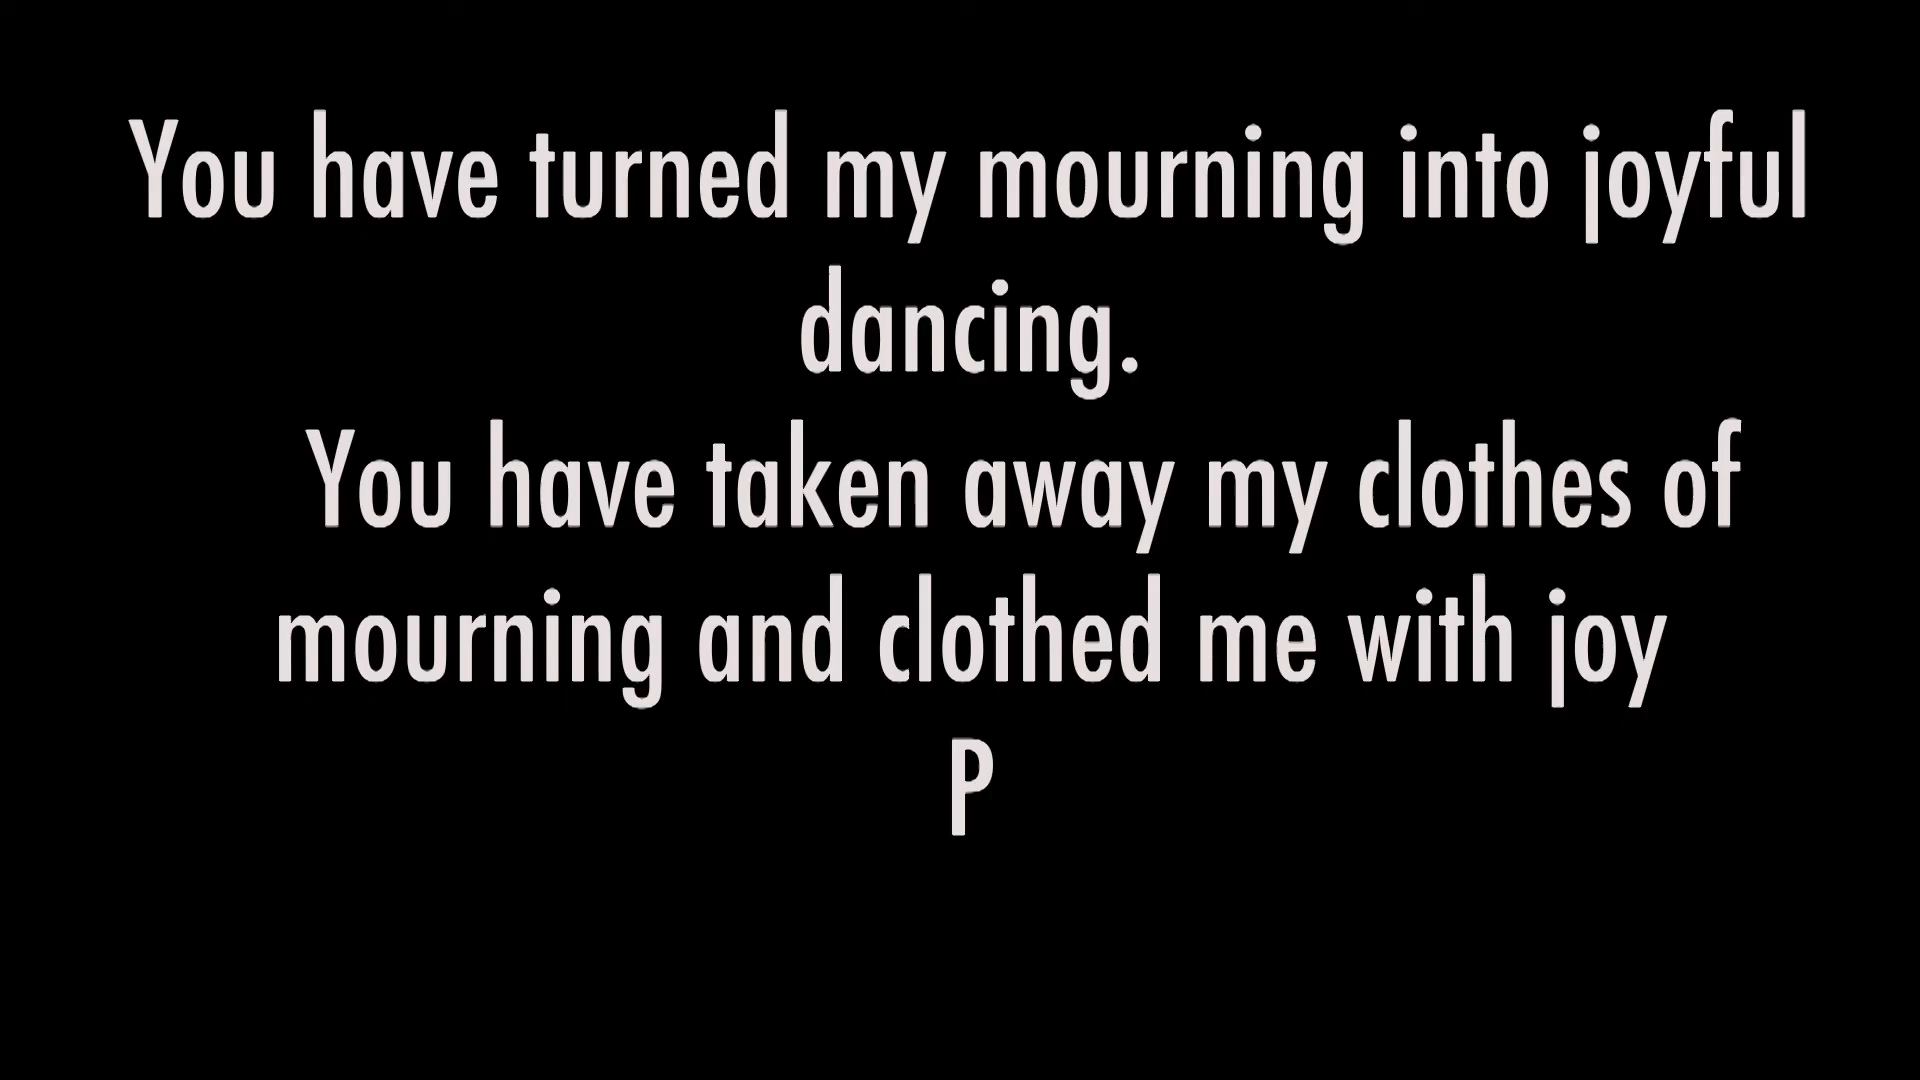 You have turned my mourning into joyful
dancing.
You have taken away my clothes of
mourning and clothed me with joy
P